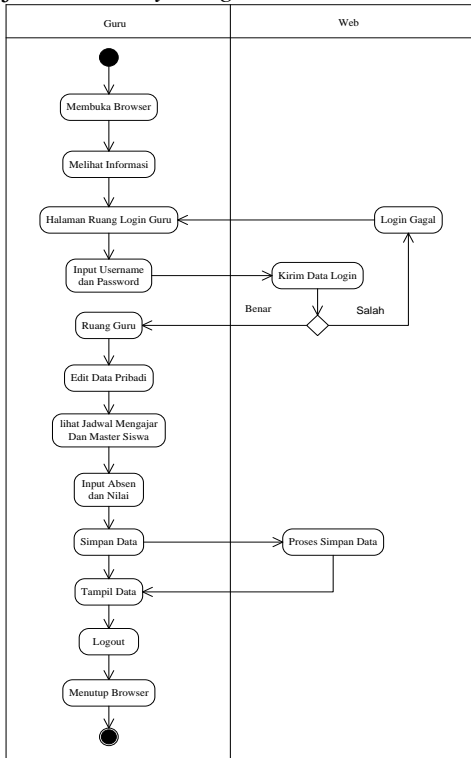 Guru
Web
Membuka Browser
Melihat Informasi
Halaman Ruang Login Guru
Login Gagal
Input Username
dan Password
Kirim Data Login
Benar
Salah
Ruang Guru
Edit Data Pribadi
lihat Jadwal Mengajar
Dan Master Siswa
Input Absen
dan Nilai
Simpan Data
Proses Simpan Data
Tampil Data
Logout
Menutup Browser